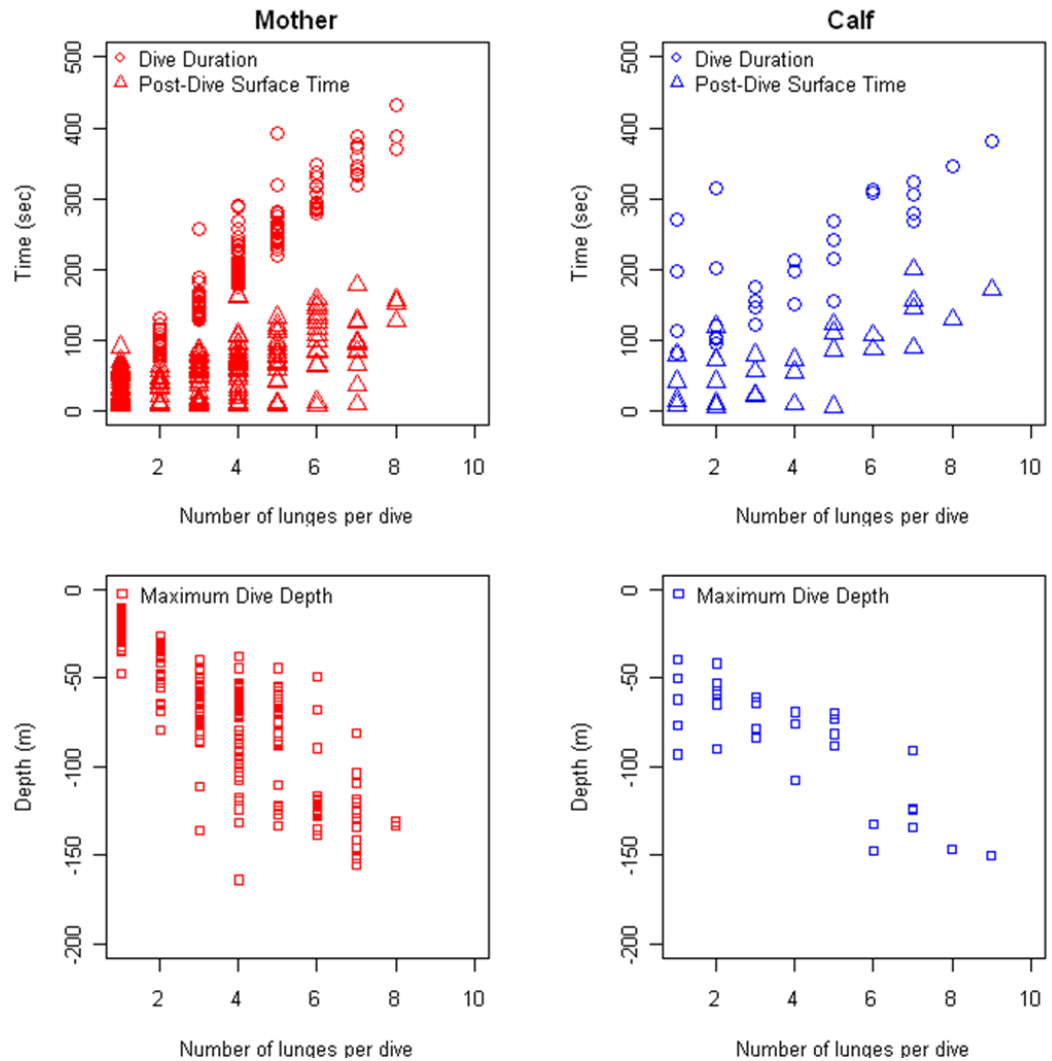 Mother
Dive Duration
Post-Dive Surface Time
Time (sec)
0 100 200 300 400 500
2 4 6 8 10
Number of lunges per dive
Calf
Dive Duration
Post-Dive Surface Time
Time (sec)
0 100 200 300 400 500
2 4 6 8 10
Number of lunges per dive
Maximum Dive Depth
Depth (m)
-200 -150 -100 -50 -0
2 4 6 8 10
Number of lunges per dive
Maximum Dive Depth
Depth (m)
-200 -150 -100 -50 -0
2 4 6 8 10
Number of lunges per dive